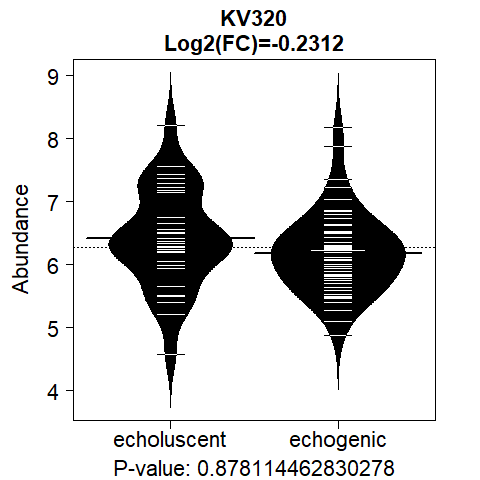 KV320
Log2(FC)=-0.2312
Abundance
9
8
7
6
5
4
echoluscent echogenic
P-value: 0.878114462830278